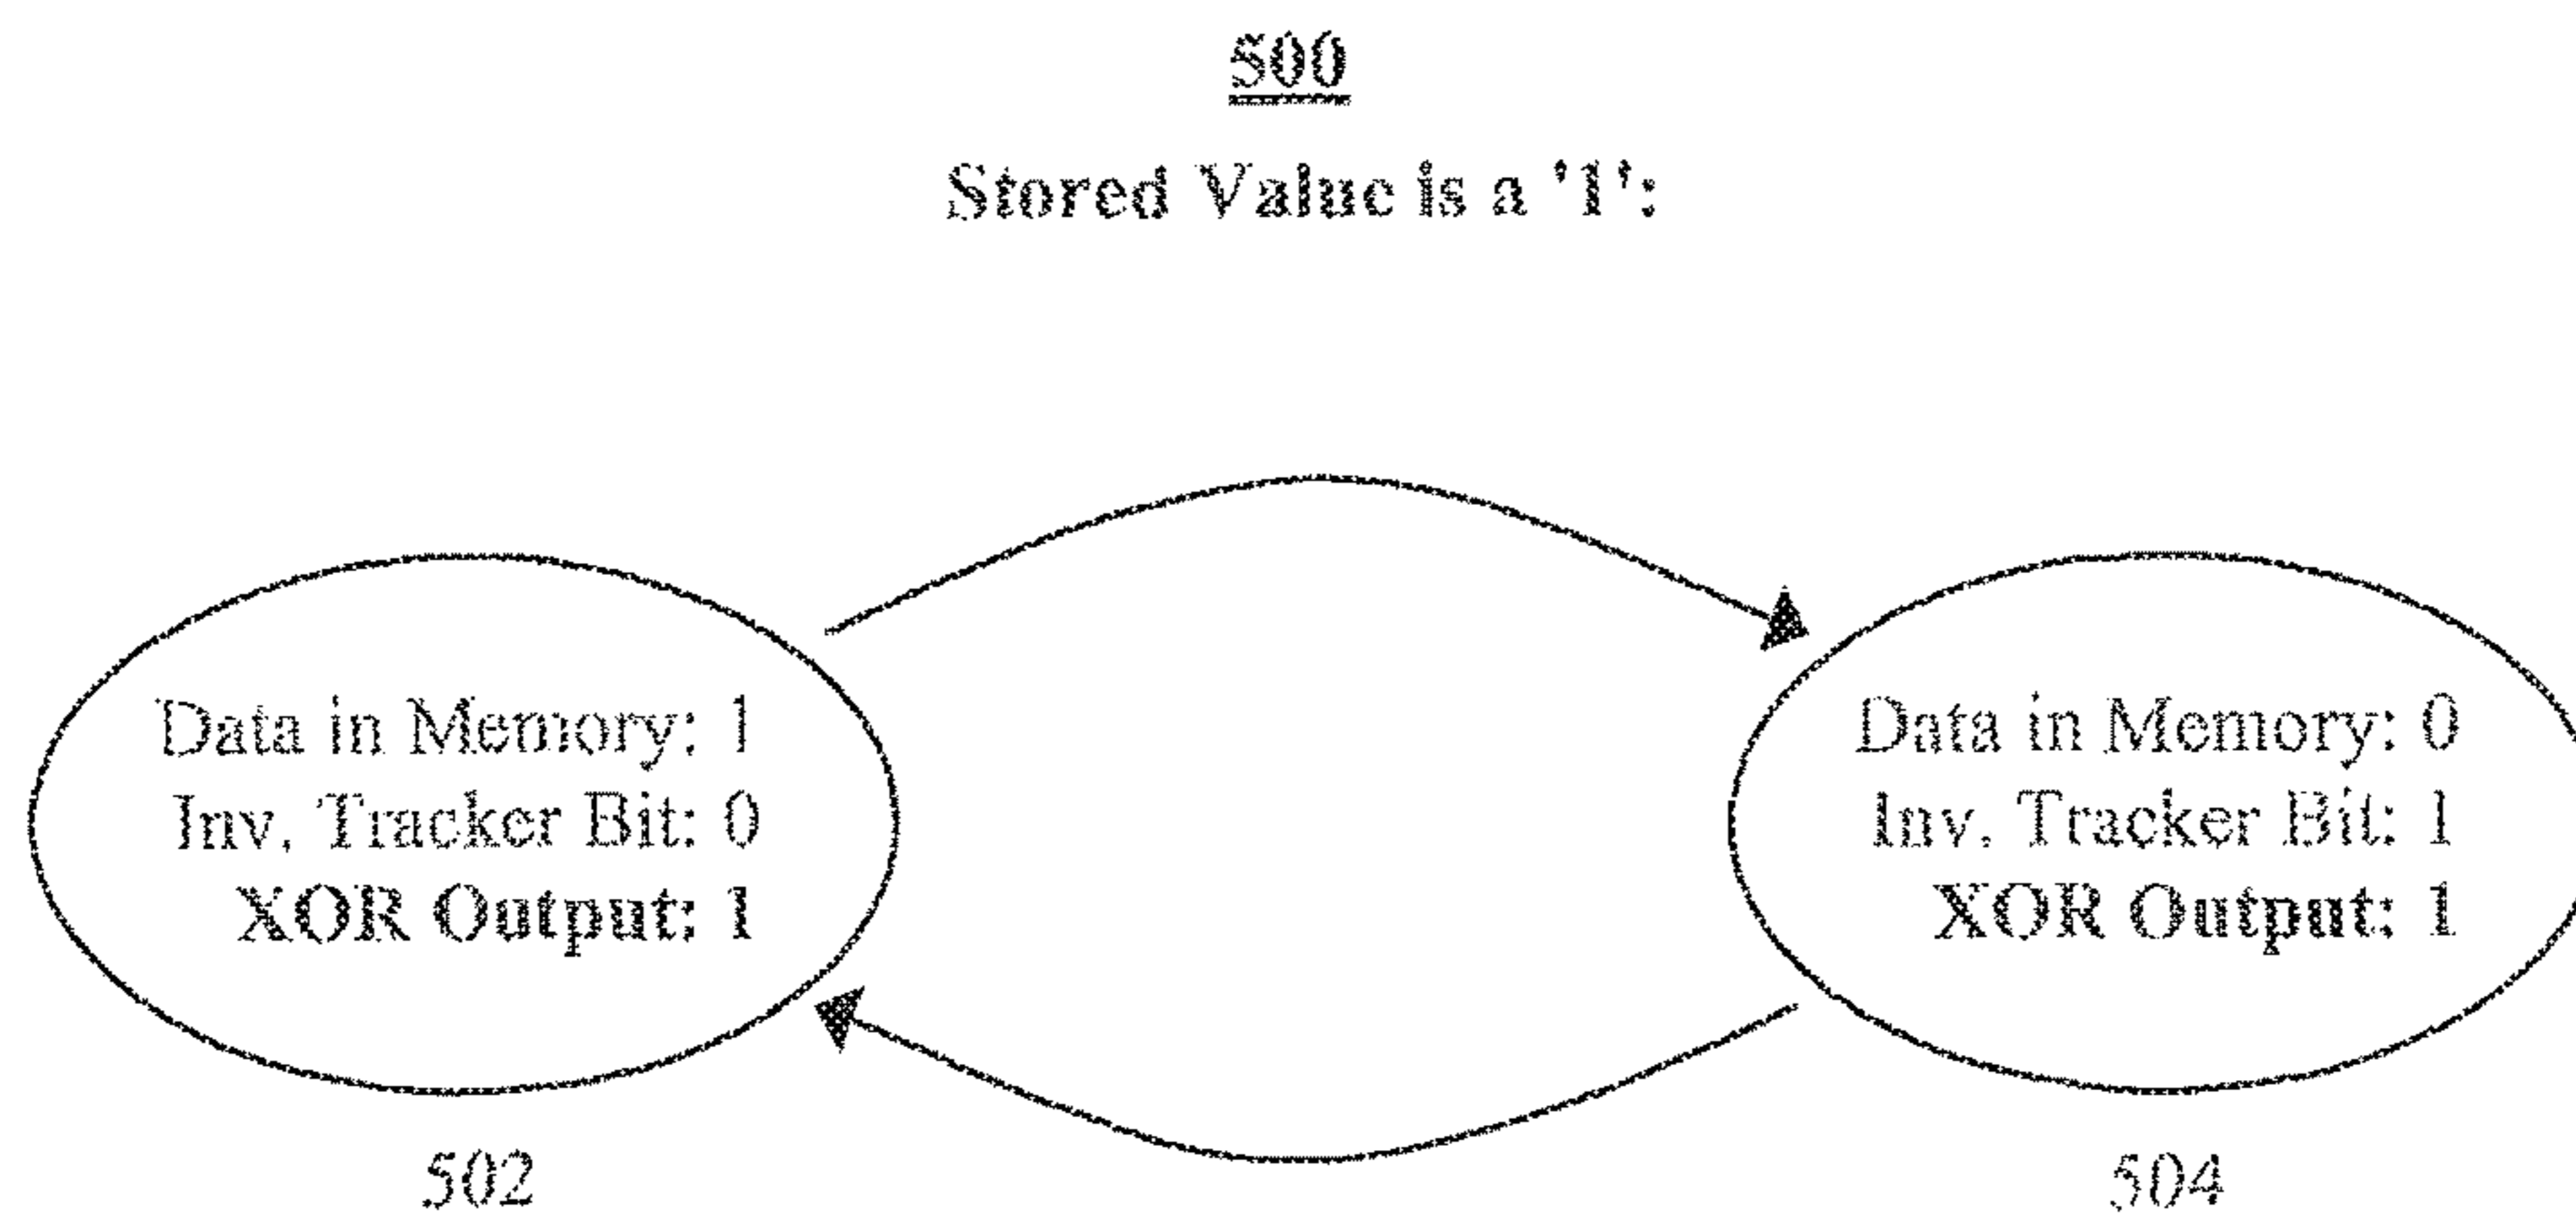 500
Stored Value is a '1':
Data in Memory: 1
Inv. Tracker Bit: 0
XOR Output: 1
502
Data in Memory: 0
Inv. Tracker Bit: 1
XOR Output: 1
504